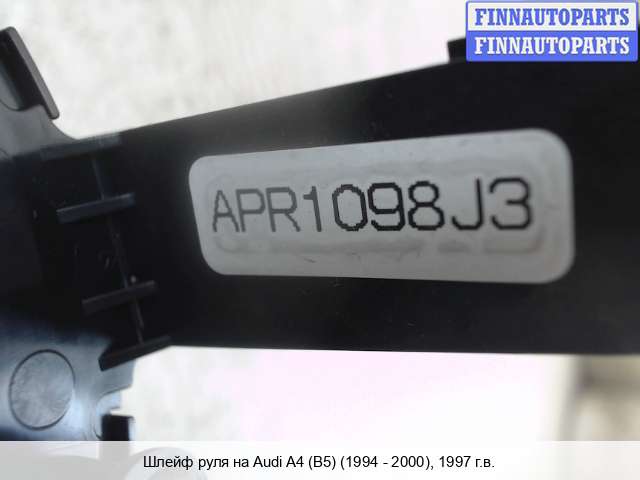 FINNAUTOPARTS
FINNAUTOPARTS
APR1098J3
Шлейф руля на Audi A4 (B5) (1994 - 2000), 1997 г.в.